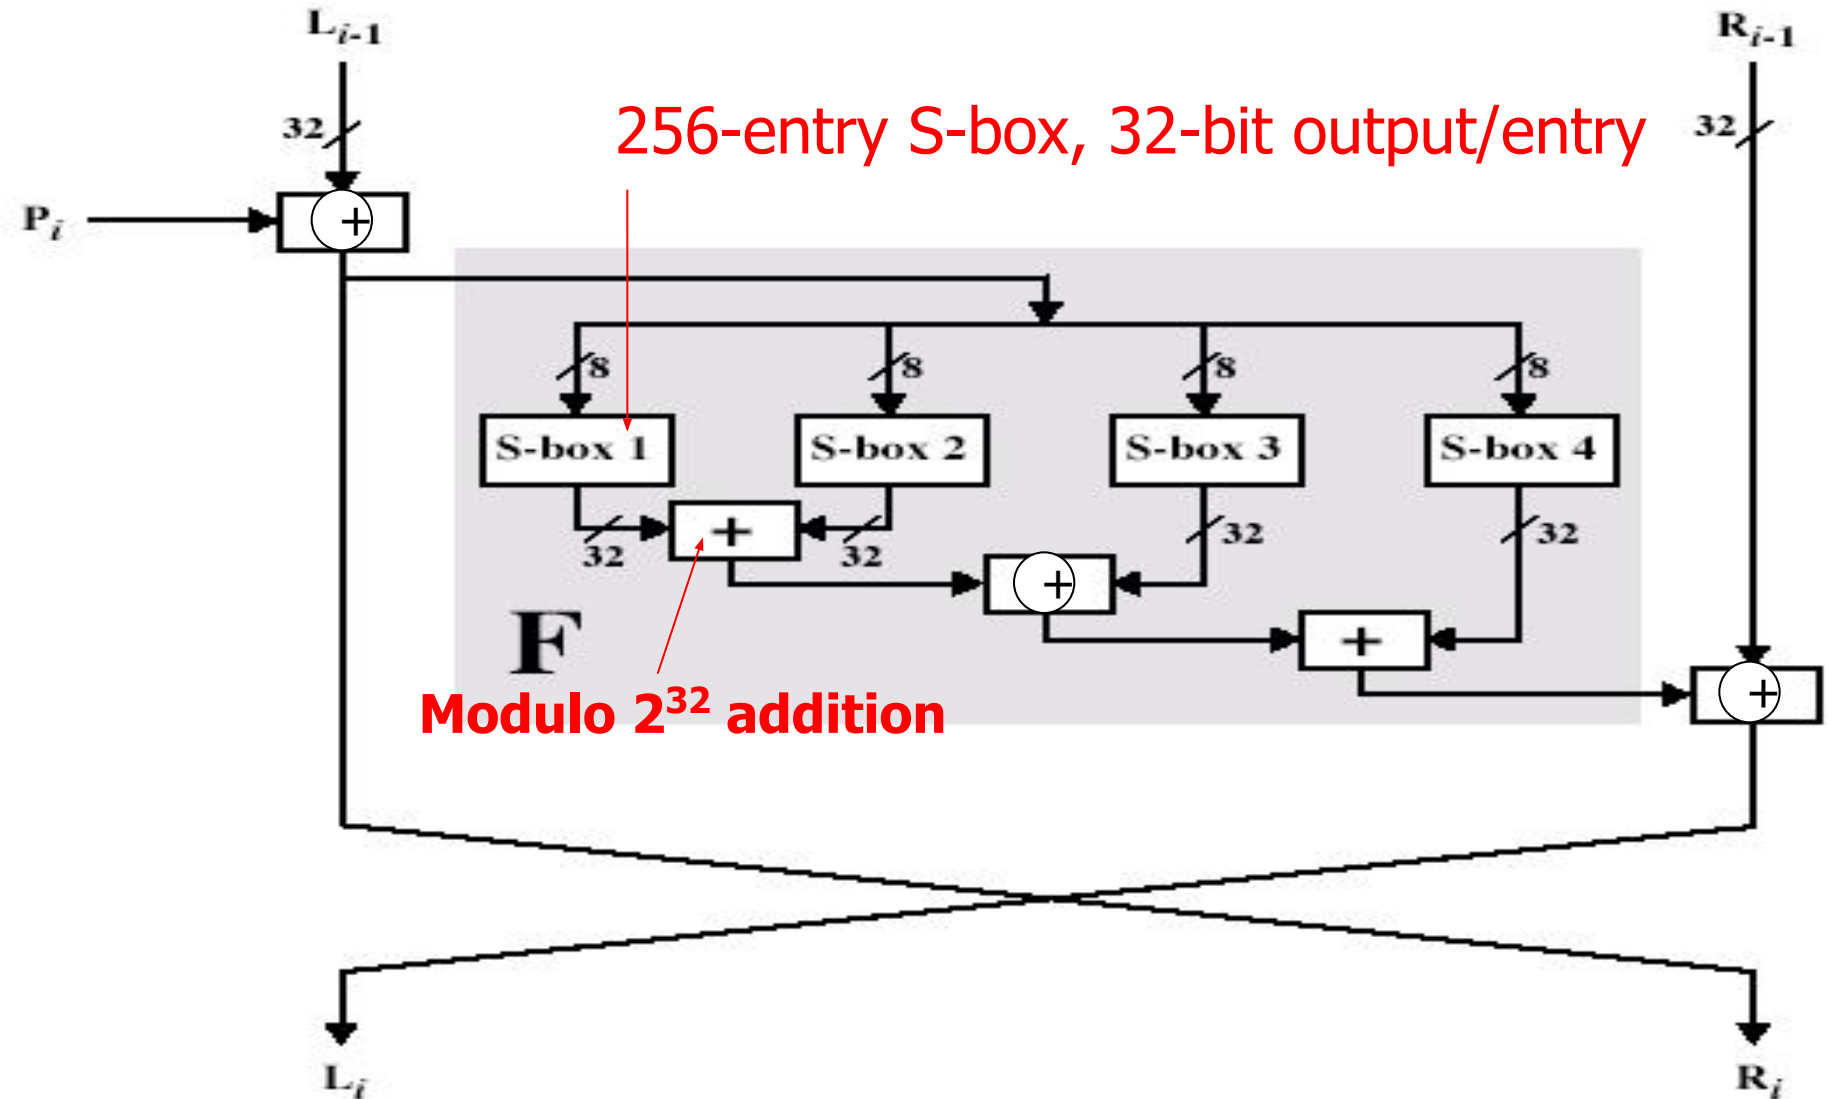 L_{i-1} R_{i-1}
32 256-entry S-box, 32-bit output/entry 32
P_i +
8 8 8 8
S-box 1 S-box 2 S-box 3 S-box 4
32 + 32 32 32
+
F + +
Modulo 2^{32} addition
L_i R_i